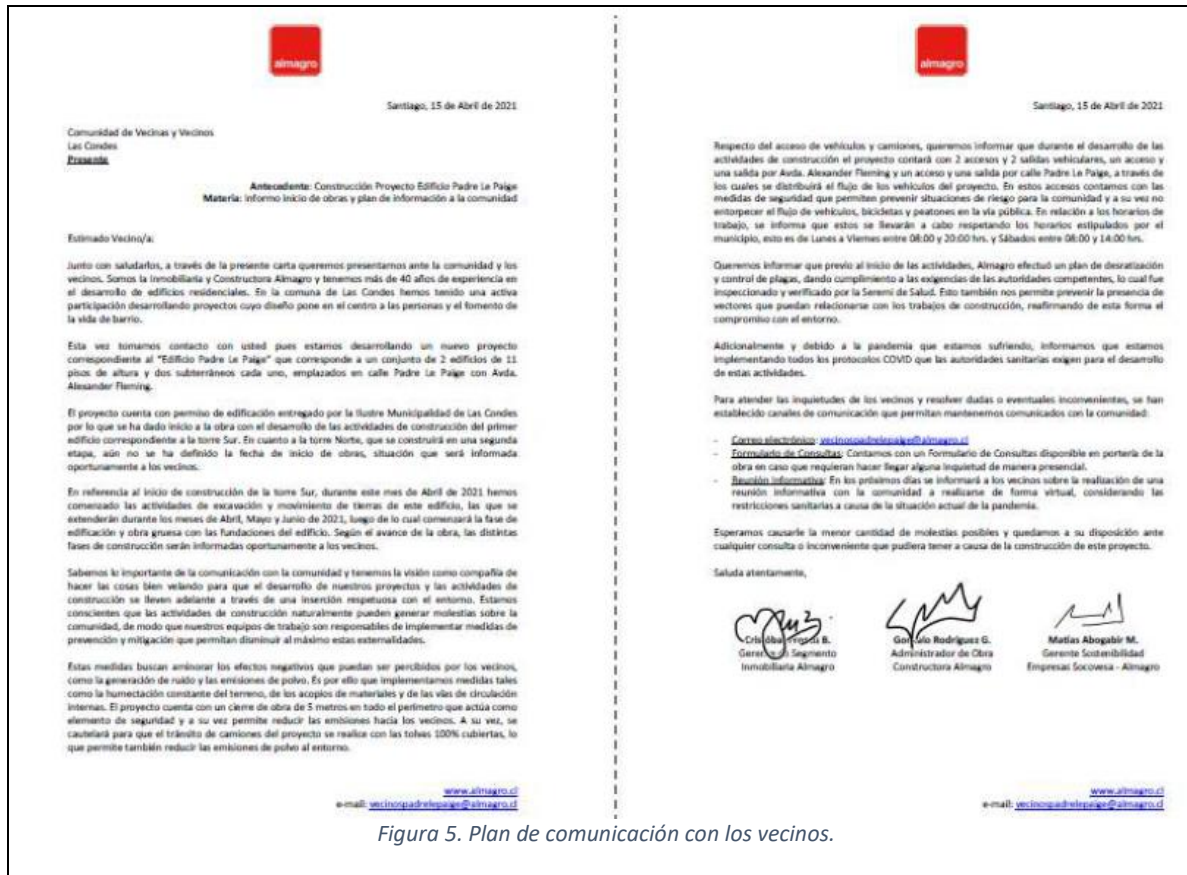 almagro
Santiago, 15 de Abril de 2021
Comunidad de Vecinas y Vecinos
Las Condes
Presente
Antecedente: Construcción Proyecto Edificio Padre Le Paige
Materia: Informo inicio de obras y plan de información a la comunidad
Estimado Vecino/a:
Junto con saludarlos, a través de la presente carta queremos presentarnos ante la comunidad y los
vecinos. Somos la Inmobiliaria y Constructora Almagro y tenemos más de 40 años de experiencia en
el desarrollo de edificios residenciales. En la comuna de Las Condes hemos tenido una activa
participación desarrollando proyectos cuyo diseño pone en el centro a las personas y el fomento de
la vida de barrio.
Esta vez tomamos contacto con usted pues estamos desarrollando un nuevo proyecto
correspondiente al "Edificio Padre Le Paige" que corresponde a un conjunto de 2 edificios de 11
pisos de altura y dos subterráneos cada uno, emplazados en calle Padre Le Paige con Avda.
Alexander Fleming.
El proyecto cuenta con permiso de edificación entregado por la Ilustre Municipalidad de Las Condes
por lo que se ha dado inicio a la obra con el desarrollo de las actividades de construcción del primer
edificio correspondiente a la torre Sur. En cuanto a la torre Norte, que se construirá en una segunda
etapa, aún no se ha definido la fecha de inicio de obras, situación que será informada
oportunamente a los vecinos.
En referencia al inicio de construcción de la torre Sur, durante este mes de Abril de 2021 hemos
comenzado las actividades de excavación y movimiento de tierras de este edificio, las que se
extenderán durante los meses de Abril, Mayo y Junio de 2021, luego de lo cual comenzará la fase de
edificación y obra gruesa con las fundaciones del edificio. Según el avance de la obra, las distintas
fases de construcción serán informadas oportunamente a los vecinos.
Sabemos lo importante de la comunicación con la comunidad y tenemos la visión como compañía de
hacer las cosas bien velando para que el desarrollo de nuestros proyectos y las actividades de
construcción se lleven adelante a través de una inserción respetuosa con el entorno. Estamos
conscientes que las actividades de construcción naturalmente pueden generar molestias sobre la
comunidad, de modo que nuestros equipos de trabajo son responsables de implementar medidas de
prevención y mitigación que permitan disminuir al máximo estas externalidades.
Estas medidas buscan aminorar los efectos negativos que puedan ser percibidos por los vecinos,
como la generación de ruido y las emisiones de polvo. Es por ello que implementamos medidas tales
como la humectación constante del terreno, de los acopios de materiales y de las vías de circulación
internas. El proyecto cuenta con un cierre de obra de 5 metros en todo el perímetro que actúa como
elemento de seguridad y a su vez permite reducir las emisiones hacia los vecinos. A su vez, se
cautelará para que el tránsito de camiones del proyecto se realice con las tolvas 100% cubiertas, lo
que permite también reducir las emisiones de polvo al entorno.
www.almagro.cl
e-mail: vecinospadrelepaige@almagro.cl
almagro
Santiago, 15 de Abril de 2021
Respecto del acceso de vehículos y camiones, queremos informar que durante el desarrollo de las
actividades de construcción el proyecto contará con 2 accesos y 2 salidas vehiculares, un acceso y
una salida por Avda. Alexander Fleming y un acceso y una salida por calle Padre Le Paige, a través de
los cuales se distribuirá el flujo de los vehículos del proyecto. En estos accesos contamos con las
medidas de seguridad que permiten prevenir situaciones de riesgo para la comunidad y a su vez no
entorpecer el flujo de vehículos, bicicletas y peatones en la vía pública. En relación a los horarios de
trabajo, se informa que estos se llevarán a cabo respetando los horarios estipulados por el
municipio, esto es de Lunes a Viernes entre 08:00 y 20:00 hrs. y Sábados entre 08:00 y 14:00 hrs.
Queremos informar que previo al inicio de las actividades, Almagro efectuó un plan de desratización
y control de plagas, dando cumplimiento a las exigencias de las autoridades competentes, lo cual fue
inspeccionado y verificado por la Seremi de Salud. Esto también nos permite prevenir la presencia de
vectores que puedan relacionarse con los trabajos de construcción, reafirmando de esta forma el
compromiso con el entorno.
Adicionalmente y debido a la pandemia que estamos sufriendo, informamos que estamos
implementando todos los protocolos COVID que las autoridades sanitarias exigen para el desarrollo
de estas actividades.
Para atender las inquietudes de los vecinos y resolver dudas o eventuales inconvenientes, se han
establecido canales de comunicación que permitan mantenernos comunicados con la comunidad:
- Correo electrónico: vecinospadrelepaige@almagro.cl
- Formulario de Consultas: Contamos con un Formulario de Consultas disponible en portería de la
obra en caso que requieran hacer llegar alguna inquietud de manera presencial.
- Reunión Informativa: En los próximos días se informará a los vecinos sobre la realización de una
reunión informativa con la comunidad a realizarse de forma virtual, considerando las
restricciones sanitarias a causa de la situación actual de la pandemia.
Esperamos causarle la menor cantidad de molestias posibles y quedamos a su disposición ante
cualquier consulta o inconveniente que pudiera tener a causa de la construcción de este proyecto.
Saluda atentamente,
B.
Gerente de Segmento
Inmobiliaria Almagro
Gonzalo Rodríguez G.
Administrador de Obra
Constructora Almagro
Matías Abogabir M.
Gerente Sostenibilidad
Empresas Socovesa - Almagro
www.almagro.cl
e-mail: vecinospadrelepaige@almagro.cl
Figura 5. Plan de comunicación con los vecinos.